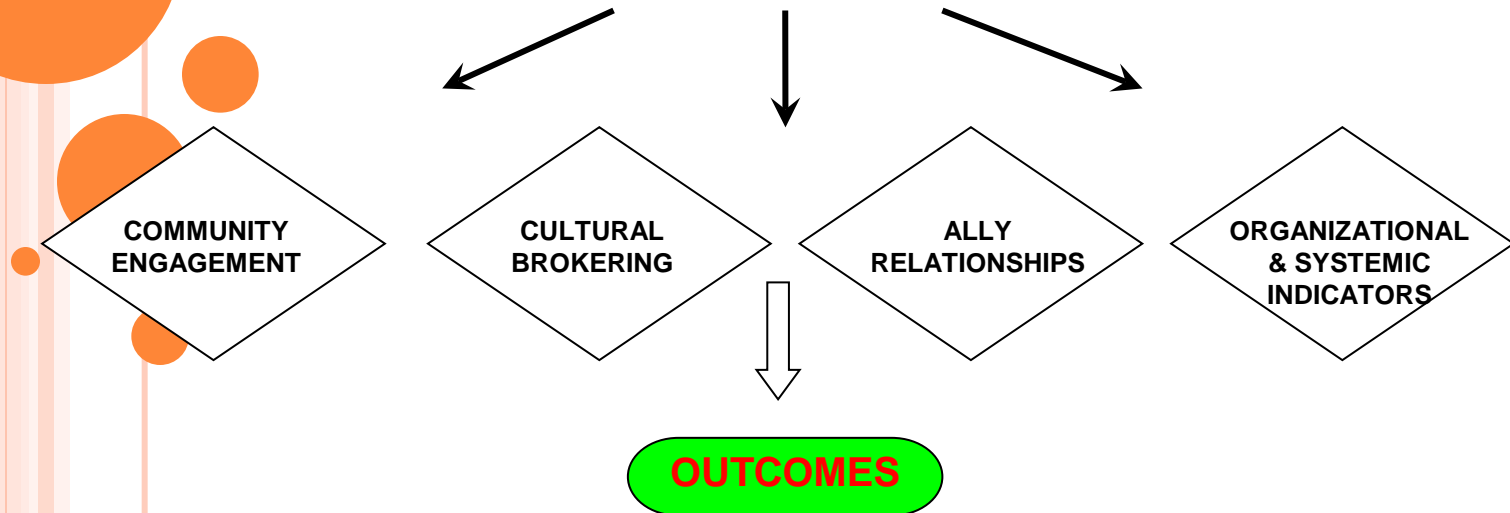 COMMUNITY
ENGAGEMENT
CULTURAL
BROKERING
ALLY
RELATIONSHIPS
ORGANIZATIONAL
& SYSTEMIC
INDICATORS
OUTCOMES